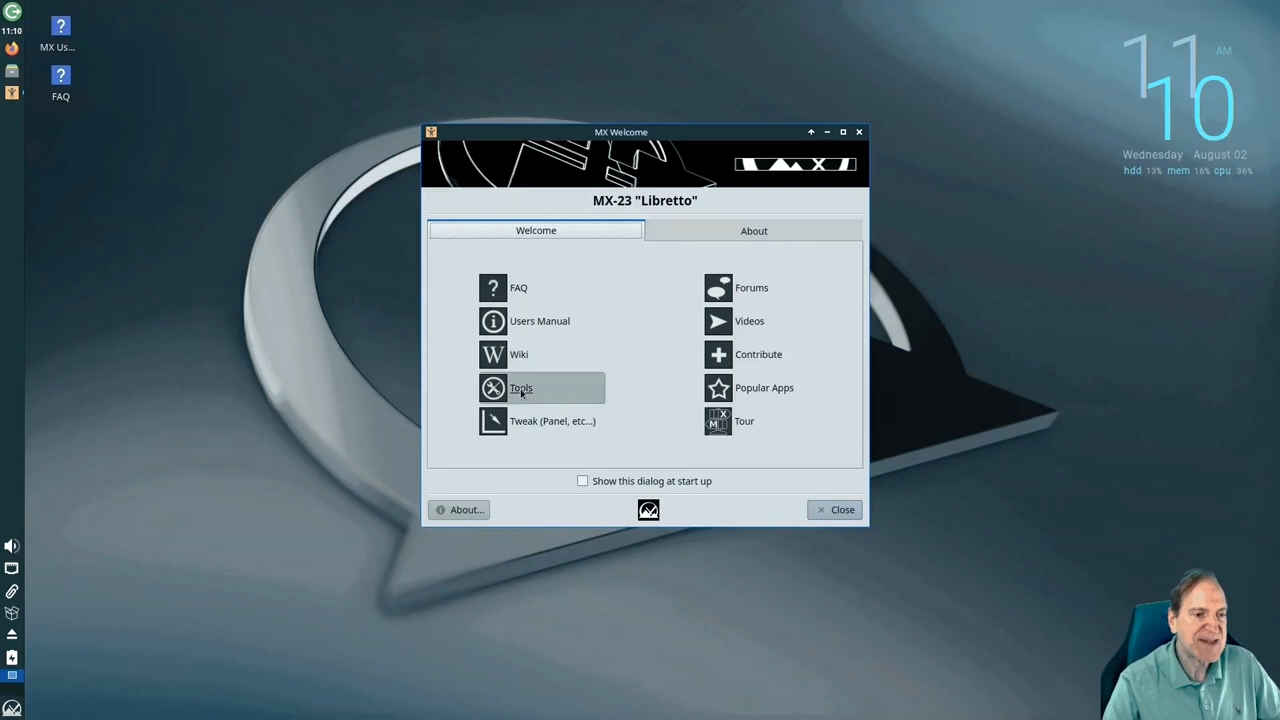 11:10
MX Us...
FAQ
11 AM
10
Wednesday August 02
hdd 13% mem 16% cpu 36%
MX Welcome
MX
MX-23 "Libretto"
Welcome
About
FAQ
Forums
Users Manual
Videos
Wiki
Contribute
Tools
Popular Apps
Tweak (Panel, etc...)
Tour
Show this dialog at start up
About...
Close